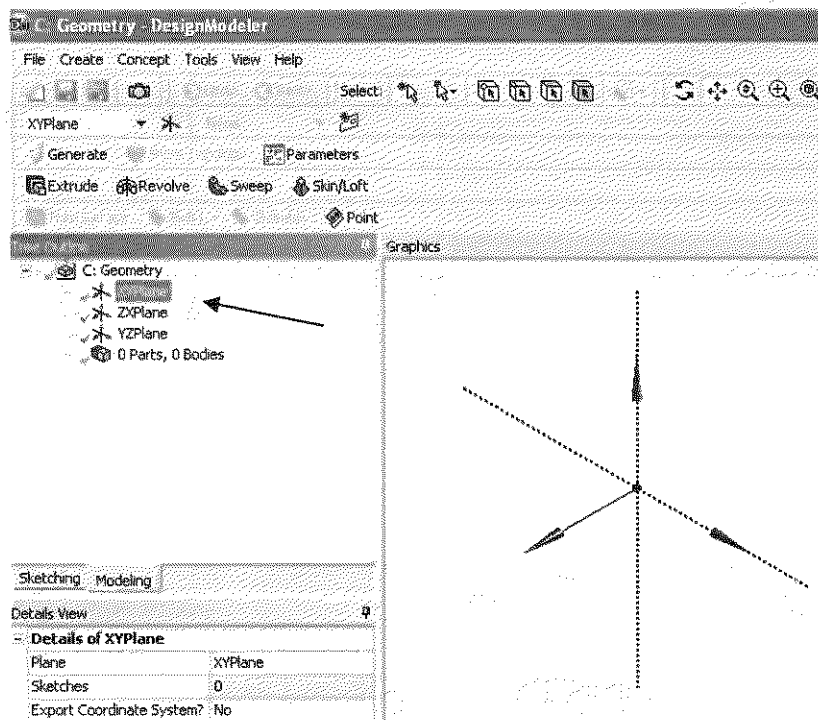 C: Geometry - DesignModeler
File Create Concept Tools View Help
Select:
XYPlane
Generate Parameters
Extrude Revolve Sweep Skin/Loft
Point
Graphics
C: Geometry
ZXPlane
YZPlane
0 Parts, 0 Bodies
Sketching Modeling
Details View
Details of XYPlane
Plane XYPlane
Sketches 0
Export Coordinate System? No